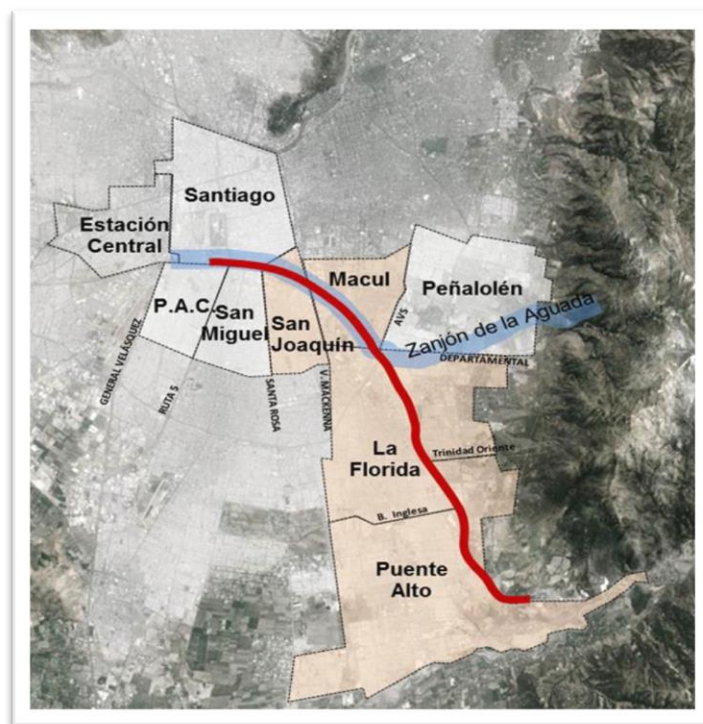 Santiago
Estación
Central
Macul
Peñalolén
P.A.C.
San
Miguel
San
Joaquín
AVS
Zanjón de la Aguada
DEPARTAMENTAL
GENERAL VELÁSQUEZ
RUTA 5
SANTA ROSA
V. MACKENNA
La
Florida
Trinidad Oriente
B. Inglesa
Puente
Alto